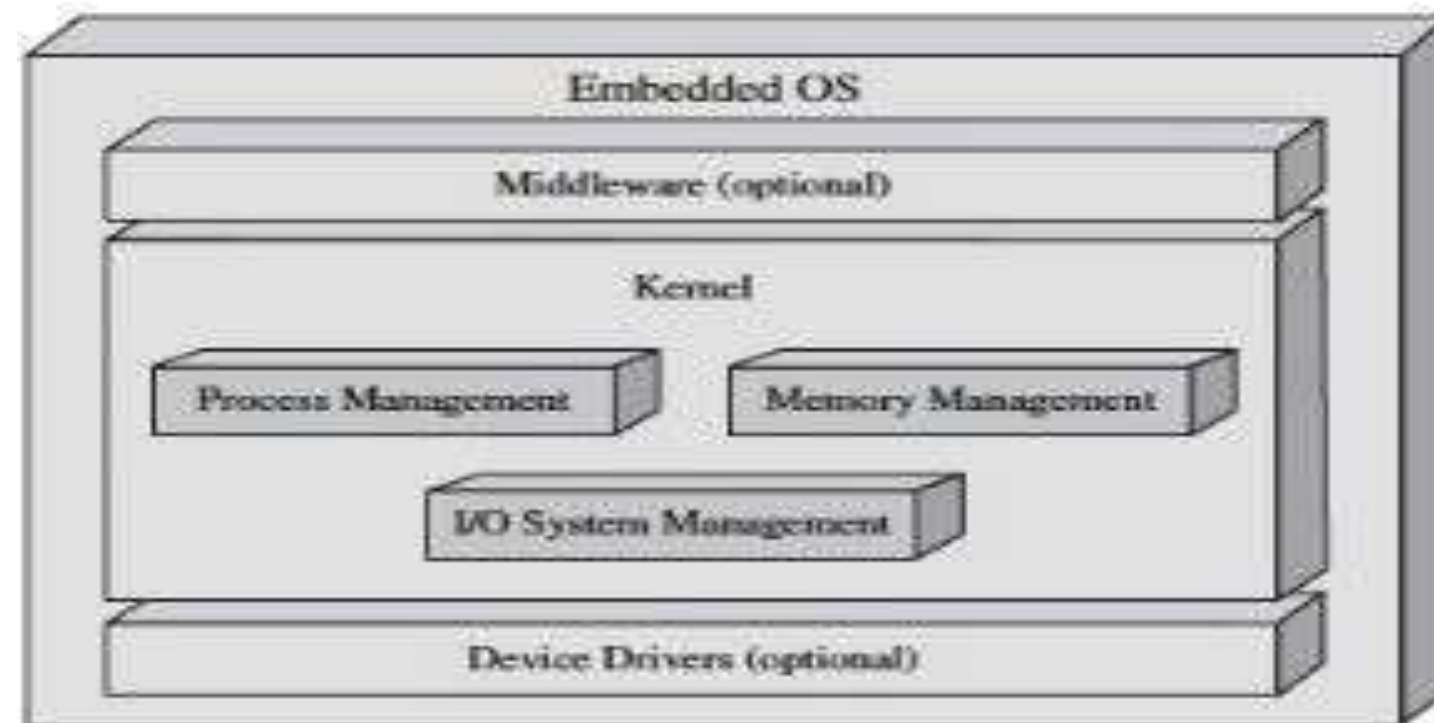 Embedded OS
Middleware (optional)
Kernel
Process Management
Memory Management
I/O System Management
Device Drivers (optional)